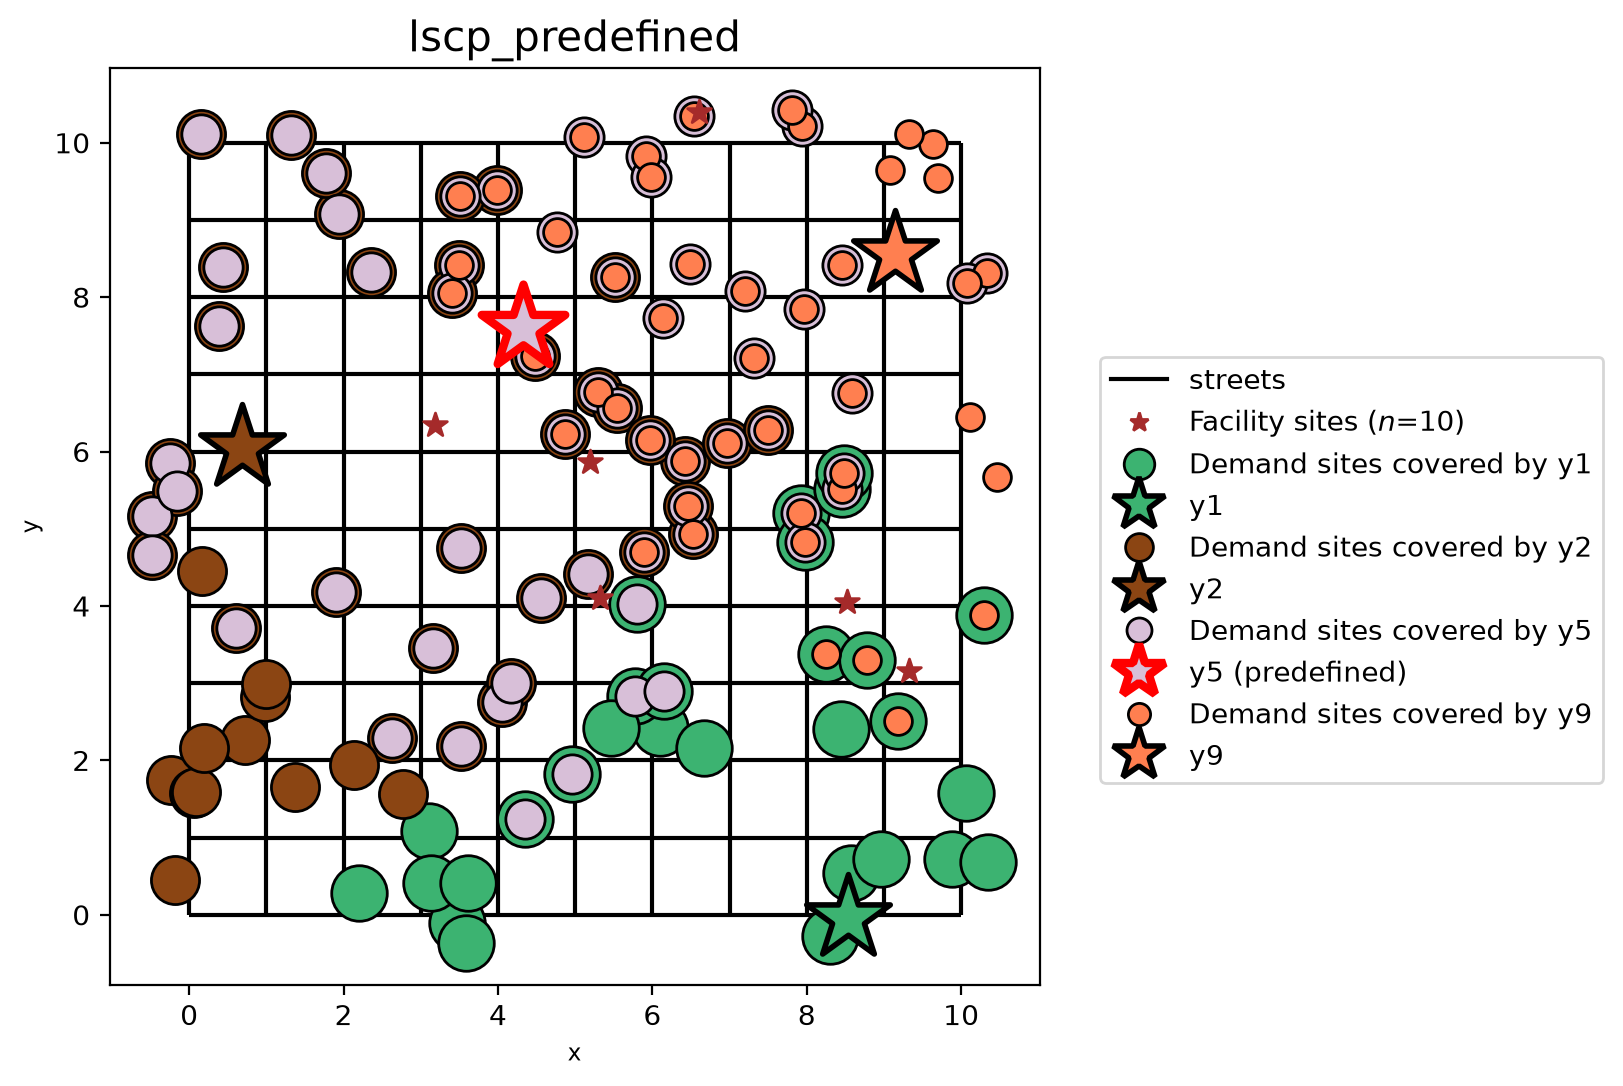 lscp_predefined
10
8
6
4
2
0
y
0 2 4 6 8 10
x
streets
Facility sites (n=10)
Demand sites covered by y1
y1
Demand sites covered by y2
y2
Demand sites covered by y5
y5 (predefined)
Demand sites covered by y9
y9